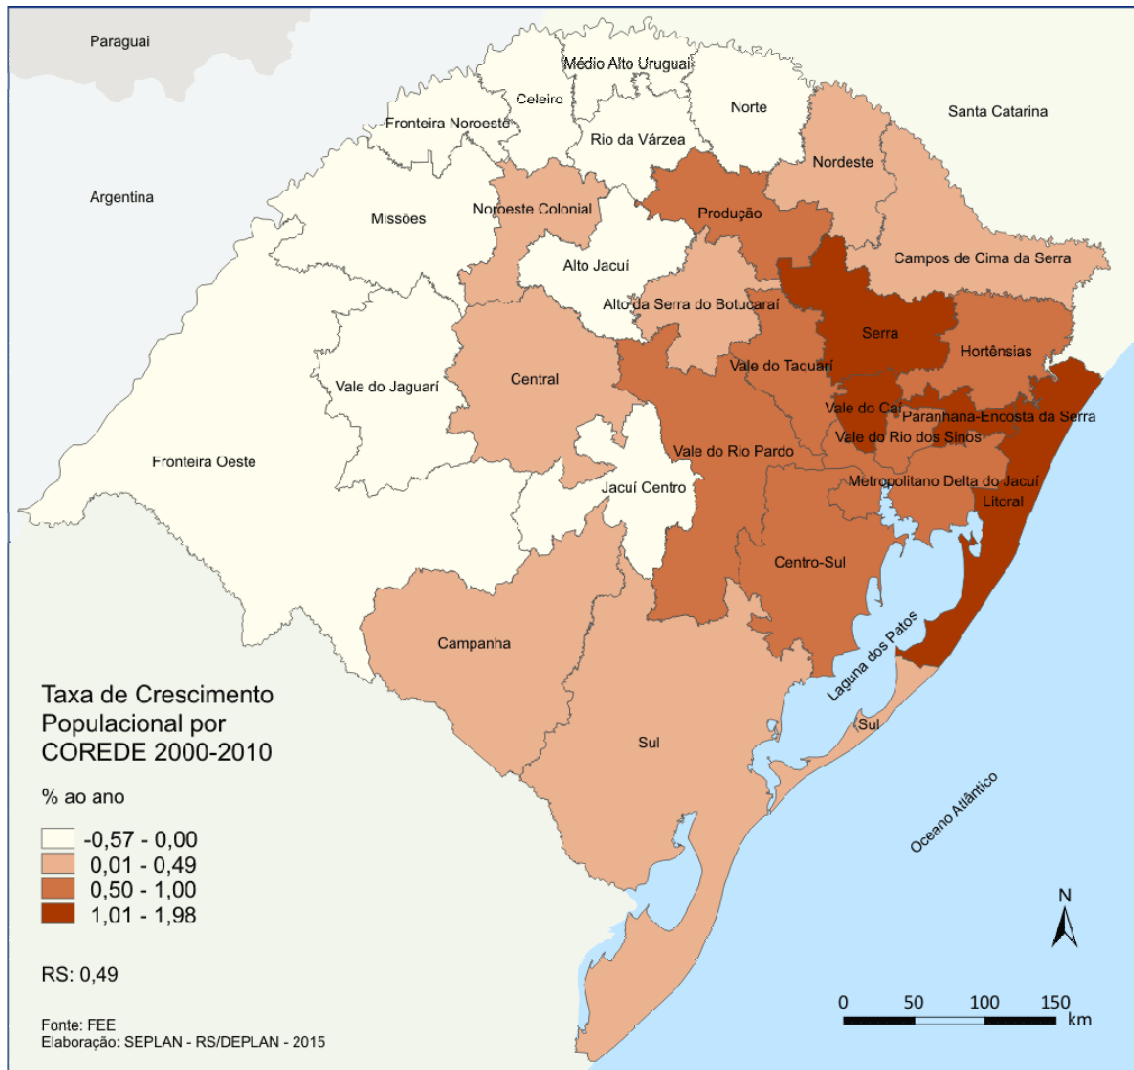 Paraguai
Médio Alto Uruguai
Celeiro
Norte
Santa Catarina
Fronteira Noroeste
Rio da Várzea
Nordeste
Argentina
Missões
Noroeste Colonial
Produção
Alto Jacuí
Campos de Cima da Serra
Alto da Serra do Botucaraí
Serra
Hortênsias
Vale do Taquarí
Central
Vale do Jaguarí
Vale do Caí
Paranhana-Encosta da Serra
Vale do Rio dos Sinos
Vale do Rio Pardo
Fronteira Oeste
Metropolitano Delta do Jacuí
Jacuí Centro
Litoral
Centro-Sul
Campanha
Laguna dos Patos
Sul
Sul
Oceano Atlântico
Taxa de Crescimento
Populacional por
COREDE 2000-2010
% ao ano
-0,57 - 0,00
0,01 - 0,49
0,50 - 1,00
1,01 - 1,98
RS: 0,49
Fonte: FEE
Elaboração: SEPLAN - RS/DEPLAN - 2015
N
0 50 100 150
km